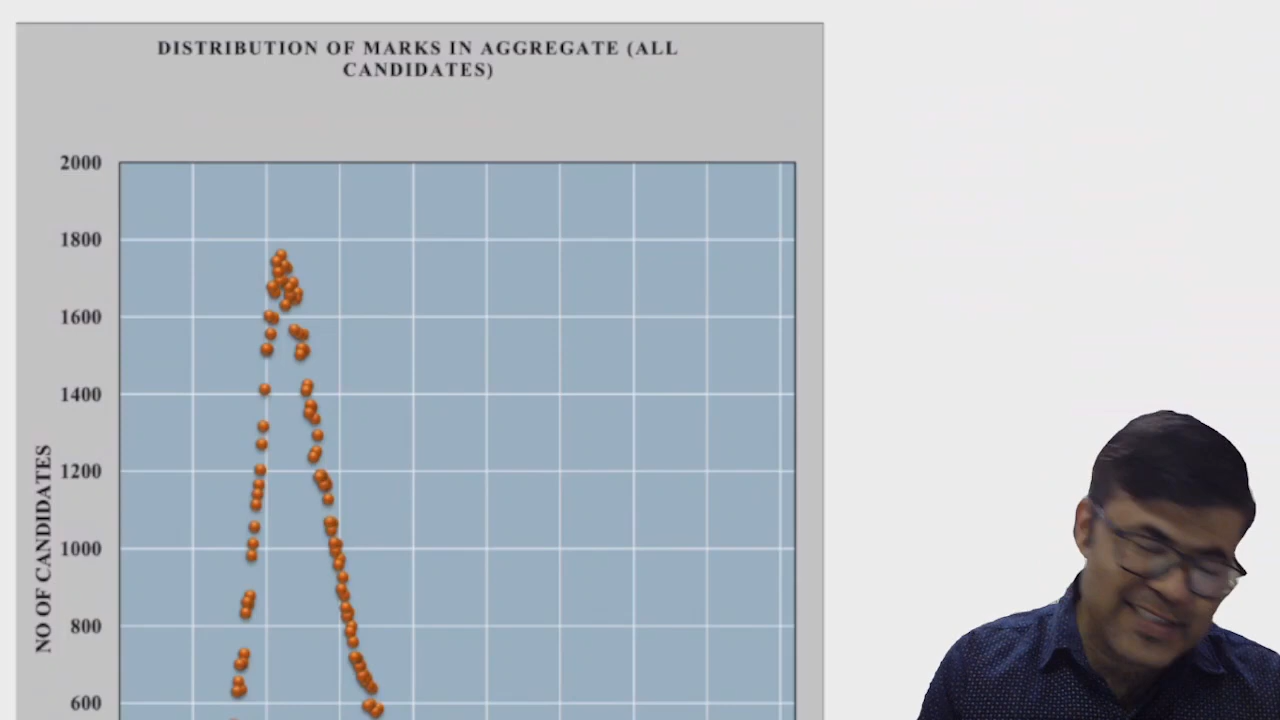 DISTRIBUTION OF MARKS IN AGGREGATE (ALL
CANDIDATES)
2000
1800
1600
1400
1200
1000
800
600
NO OF CANDIDATES